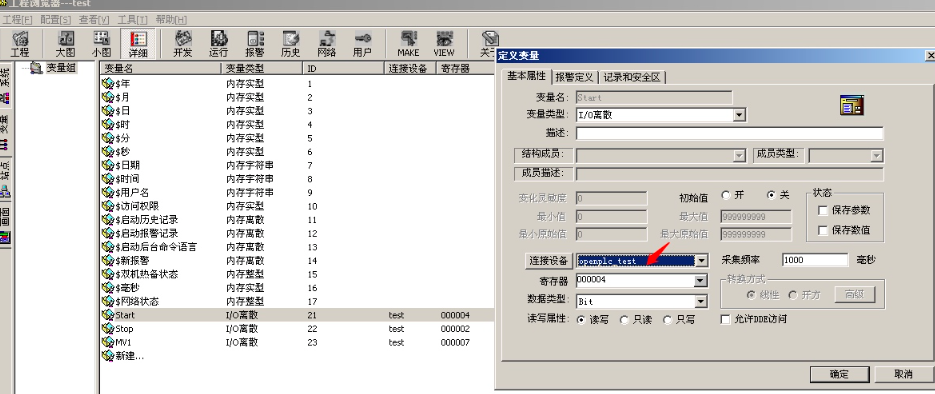 工程浏览器---test
工程[F] 配置[S] 查看[V] 工具[T] 帮助[H]
工程 大图 小图 详细 开发 运行 报警 历史 网络 用户 MAKE VIEW 关于
系统
变量
站点
画面
变量组
变量名 变量类型 ID 连接设备 寄存器
$年 内存实型 1
$月 内存实型 2
$日 内存实型 3
$时 内存实型 4
$分 内存实型 5
$秒 内存实型 6
$日期 内存字符串 7
$时间 内存字符串 8
$用户名 内存字符串 9
$访问权限 内存实型 10
$启动历史记录 内存离散 11
$启动报警记录 内存离散 12
$启动后台命令语言 内存离散 13
$新报警 内存离散 14
$双机热备状态 内存整型 15
$毫秒 内存实型 16
$网络状态 内存整型 17
Start I/O离散 21 test 000004
Stop I/O离散 22 test 000002
MV1 I/O离散 23 test 000007
新建...
定义变量
基本属性 报警定义 记录和安全区
变量名: Start
变量类型: I/O离散
描述:
结构成员: 成员类型:
成员描述:
变化灵敏度 0 初始值 开 关 状态
最小值 0 最大值 999999999 保存参数
最小原始值 0 最大原始值 999999999 保存数值
连接设备 openplc_test 采集频率 1000 毫秒
寄存器 000004 转换方式
数据类型: Bit 线性 开方 高级
读写属性: 读写 只读 只写 允许DDE访问
确定 取消